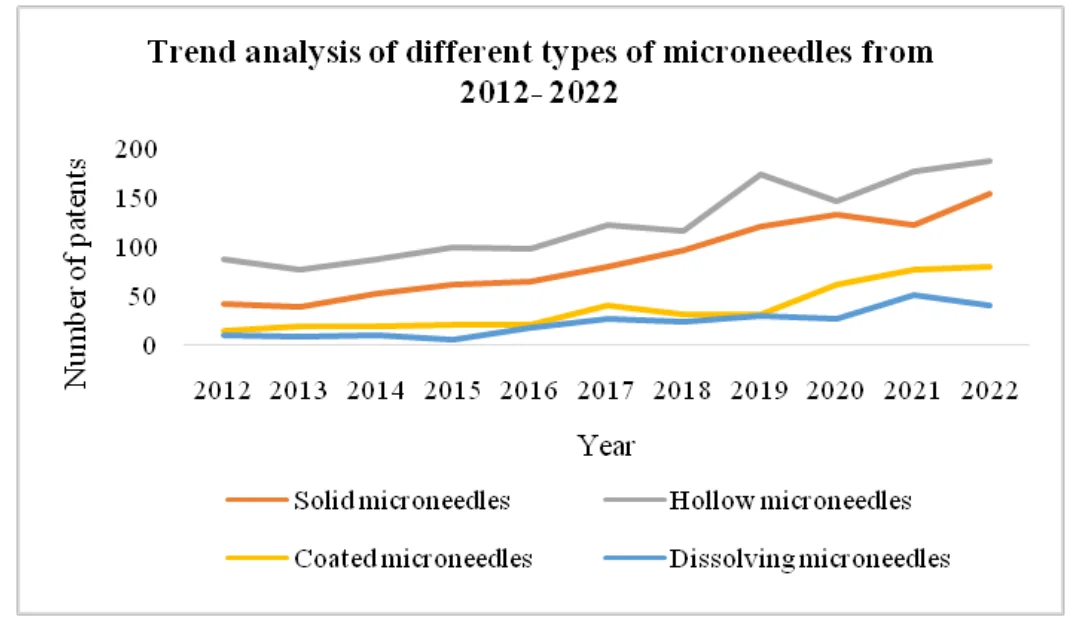 Trend analysis of different types of microneedles from
2012- 2022
Number of patents
200
150
100
50
0
2012 2013 2014 2015 2016 2017 2018 2019 2020 2021 2022
Year
Solid microneedles
Hollow microneedles
Coated microneedles
Dissolving microneedles